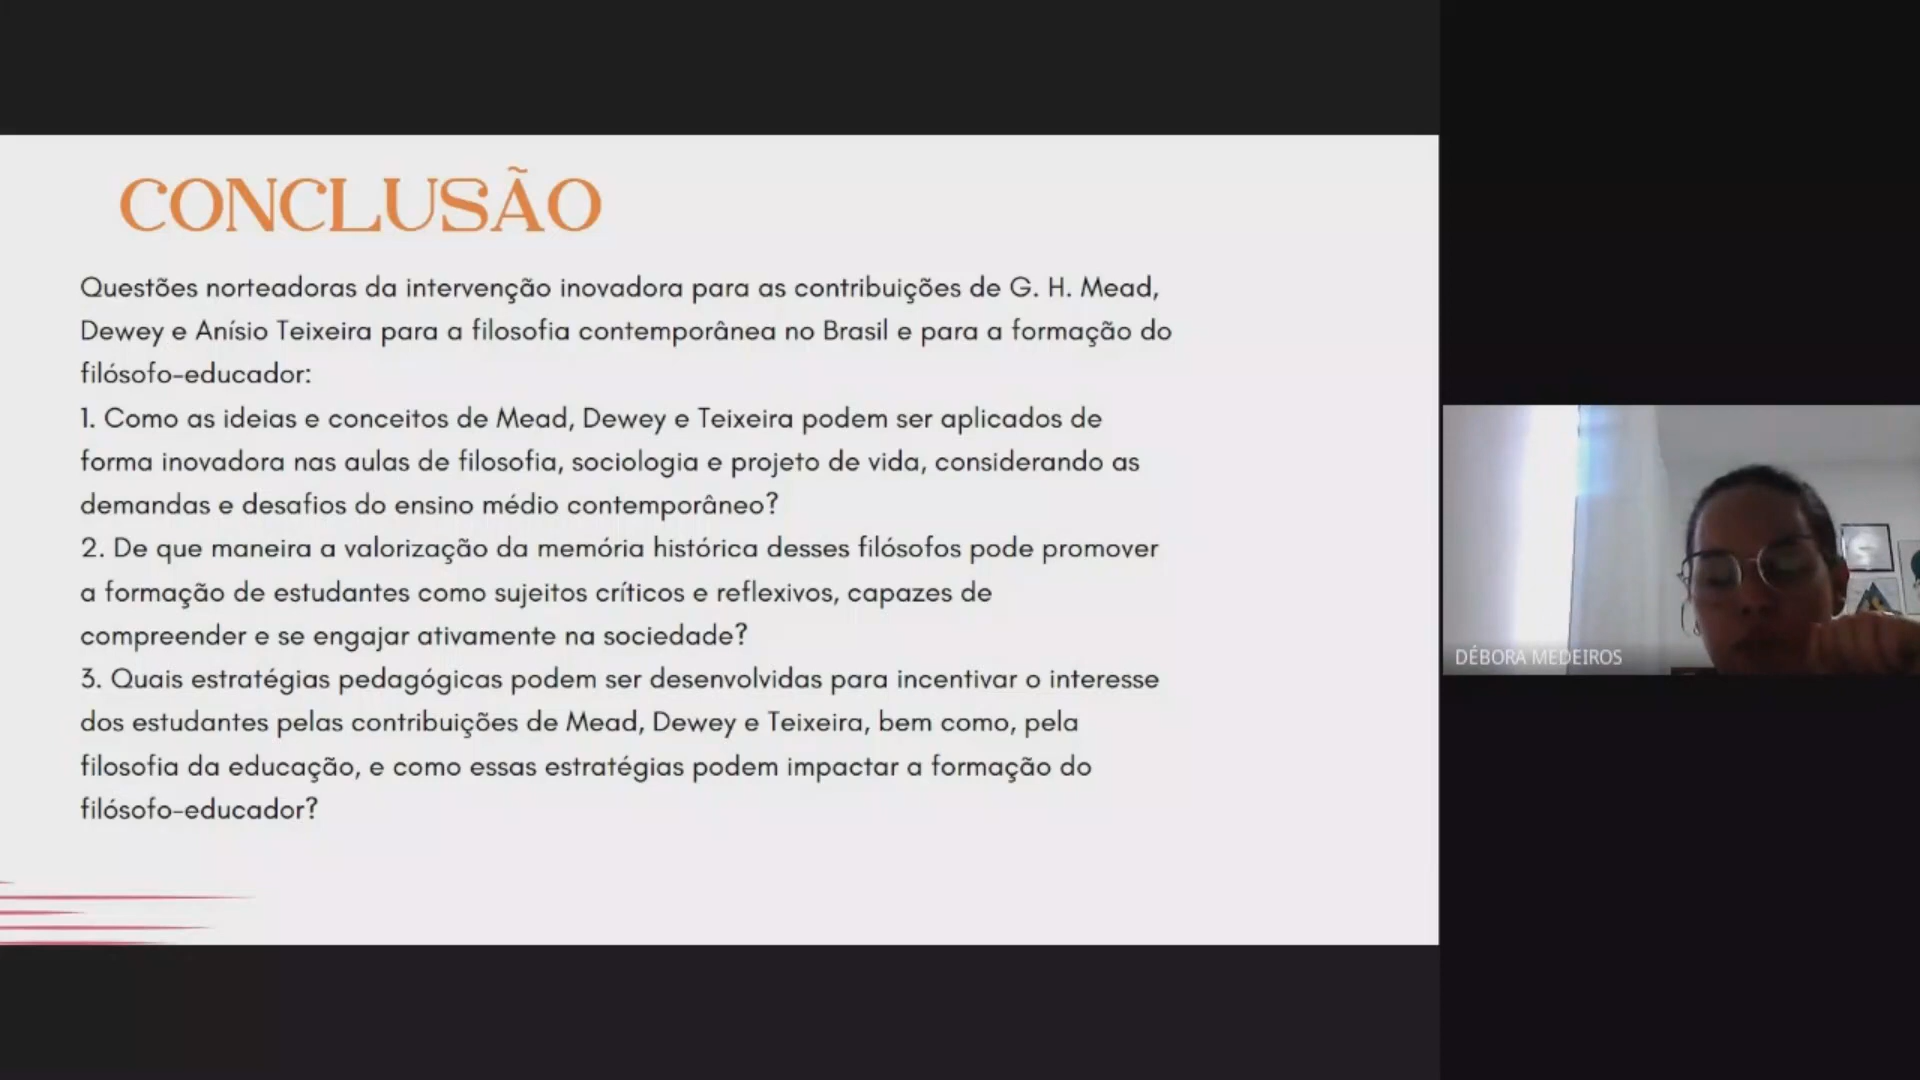 CONCLUSÃO
Questões norteadoras da intervenção inovadora para as contribuições de G. H. Mead,
Dewey e Anísio Teixeira para a filosofia contemporânea no Brasil e para a formação do
filósofo-educador:
1. Como as ideias e conceitos de Mead, Dewey e Teixeira podem ser aplicados de
forma inovadora nas aulas de filosofia, sociologia e projeto de vida, considerando as
demandas e desafios do ensino médio contemporâneo?
2. De que maneira a valorização da memória histórica desses filósofos pode promover
a formação de estudantes como sujeitos críticos e reflexivos, capazes de
compreender e se engajar ativamente na sociedade?
3. Quais estratégias pedagógicas podem ser desenvolvidas para incentivar o interesse
dos estudantes pelas contribuições de Mead, Dewey e Teixeira, bem como, pela
filosofia da educação, e como essas estratégias podem impactar a formação do
filósofo-educador?
DÉBORA MEDEIROS